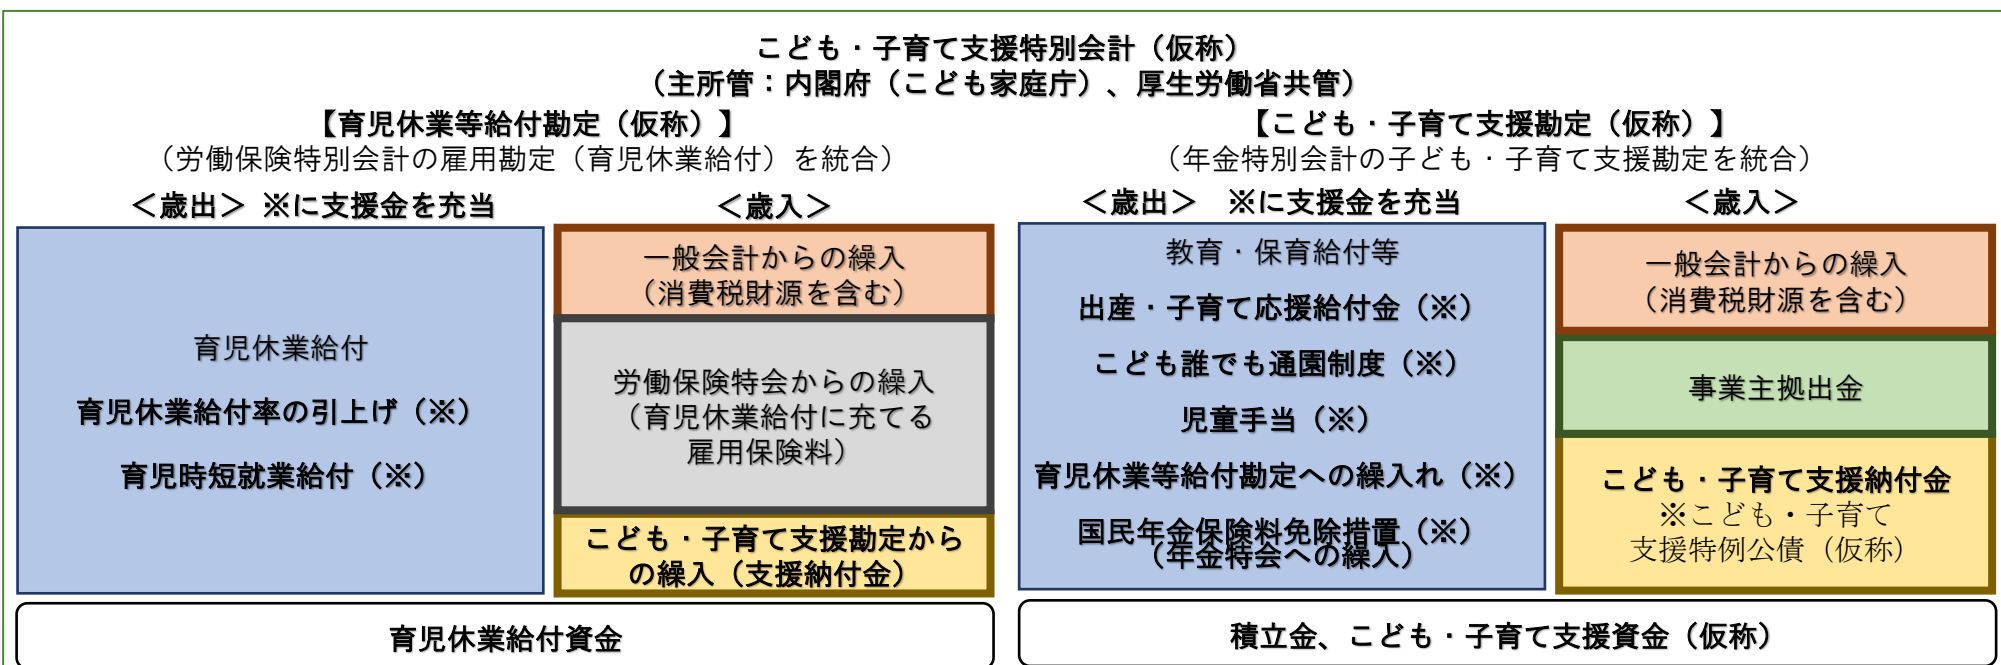 こども・子育て支援特別会計（仮称）
（主所管：内閣府（こども家庭庁）、厚生労働省共管）
【育児休業等給付勘定（仮称）】
（労働保険特別会計の雇用勘定（育児休業給付）を統合）
＜歳出＞ ※に支援金を充当
＜歳入＞
育児休業給付
育児休業給付率の引上げ（※）
育児時短就業給付（※）
一般会計からの繰入
（消費税財源を含む）
労働保険特会からの繰入
（育児休業給付に充てる
雇用保険料）
こども・子育て支援勘定から
の繰入（支援納付金）
育児休業給付資金
【こども・子育て支援勘定（仮称）】
（年金特別会計の子ども・子育て支援勘定を統合）
＜歳出＞ ※に支援金を充当
＜歳入＞
教育・保育給付等
出産・子育て応援給付金（※）
こども誰でも通園制度（※）
児童手当（※）
育児休業等給付勘定への繰入れ（※）
国民年金保険料免除措置（※）
（年金特会への繰入）
一般会計からの繰入
（消費税財源を含む）
事業主拠出金
こども・子育て支援納付金
※こども・子育て
支援特例公債（仮称）
積立金、こども・子育て支援資金（仮称）